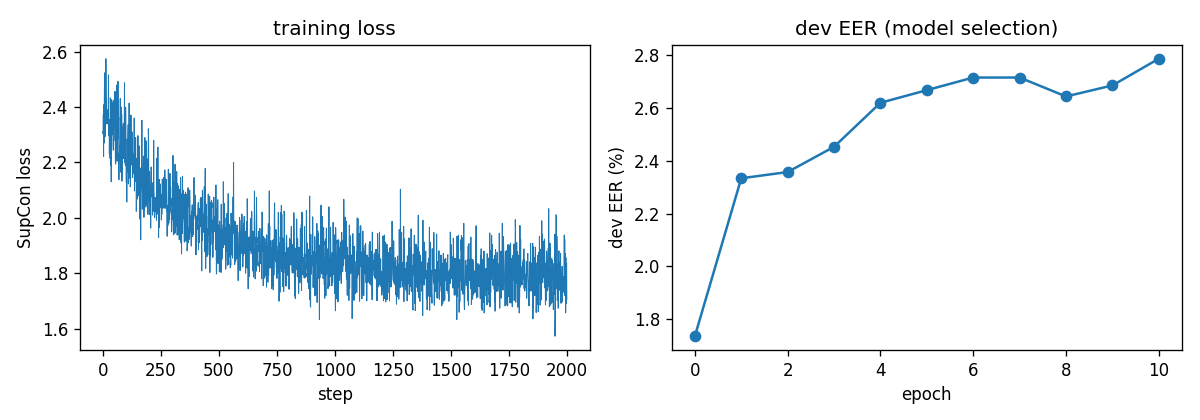 training loss
SupCon loss
2.6
2.4
2.2
2.0
1.8
1.6
0 250 500 750 1000 1250 1500 1750 2000
step
dev EER (model selection)
dev EER (%)
2.8
2.6
2.4
2.2
2.0
1.8
0 2 4 6 8 10
epoch